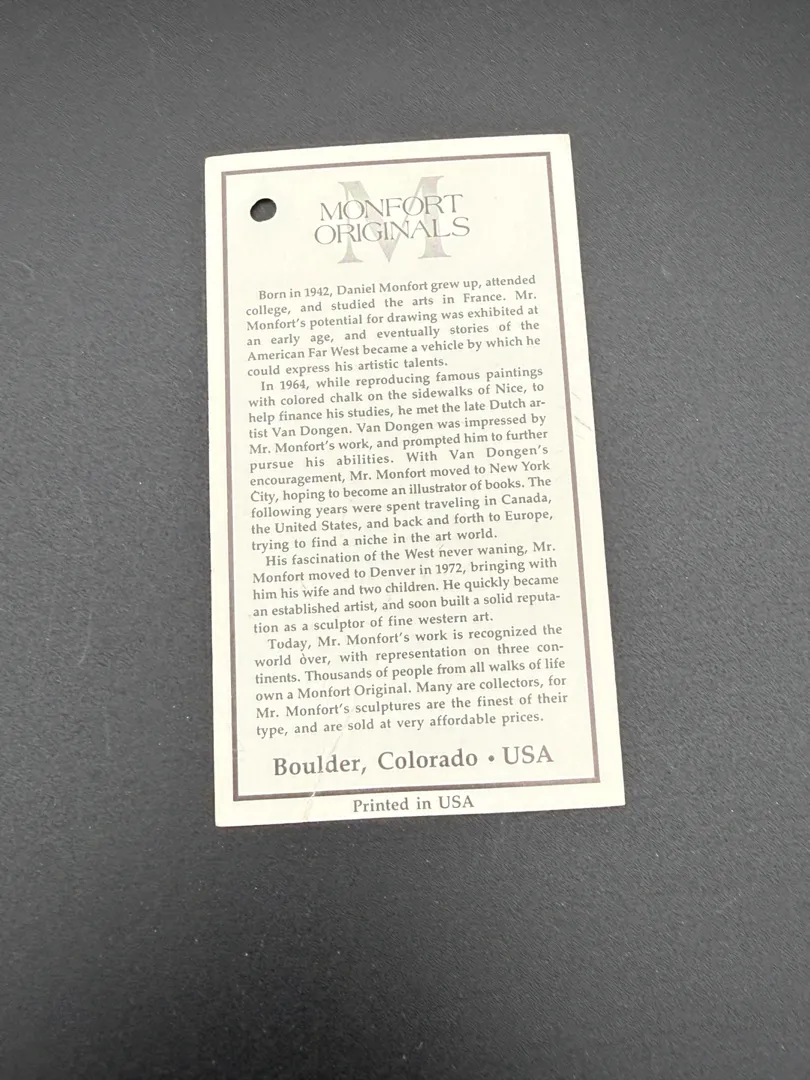 M
MONFORT
ORIGINALS
Born in 1942, Daniel Monfort grew up, attended
college, and studied the arts in France. Mr.
Monfort's potential for drawing was exhibited at
an early age, and eventually stories of the
American Far West became a vehicle by which he
could express his artistic talents.
In 1964, while reproducing famous paintings
with colored chalk on the sidewalks of Nice, to
help finance his studies, he met the late Dutch ar-
tist Van Dongen. Van Dongen was impressed by
Mr. Monfort's work, and prompted him to further
pursue his abilities. With Van Dongen's
encouragement, Mr. Monfort moved to New York
City, hoping to become an illustrator of books. The
following years were spent traveling in Canada,
the United States, and back and forth to Europe,
trying to find a niche in the art world.
His fascination of the West never waning, Mr.
Monfort moved to Denver in 1972, bringing with
him his wife and two children. He quickly became
an established artist, and soon built a solid reputa-
tion as a sculptor of fine western art.
Today, Mr. Monfort's work is recognized the
world over, with representation on three con-
tinents. Thousands of people from all walks of life
own a Monfort Original. Many are collectors, for
Mr. Monfort's sculptures are the finest of their
type, and are sold at very affordable prices.
Boulder, Colorado • USA
Printed in USA